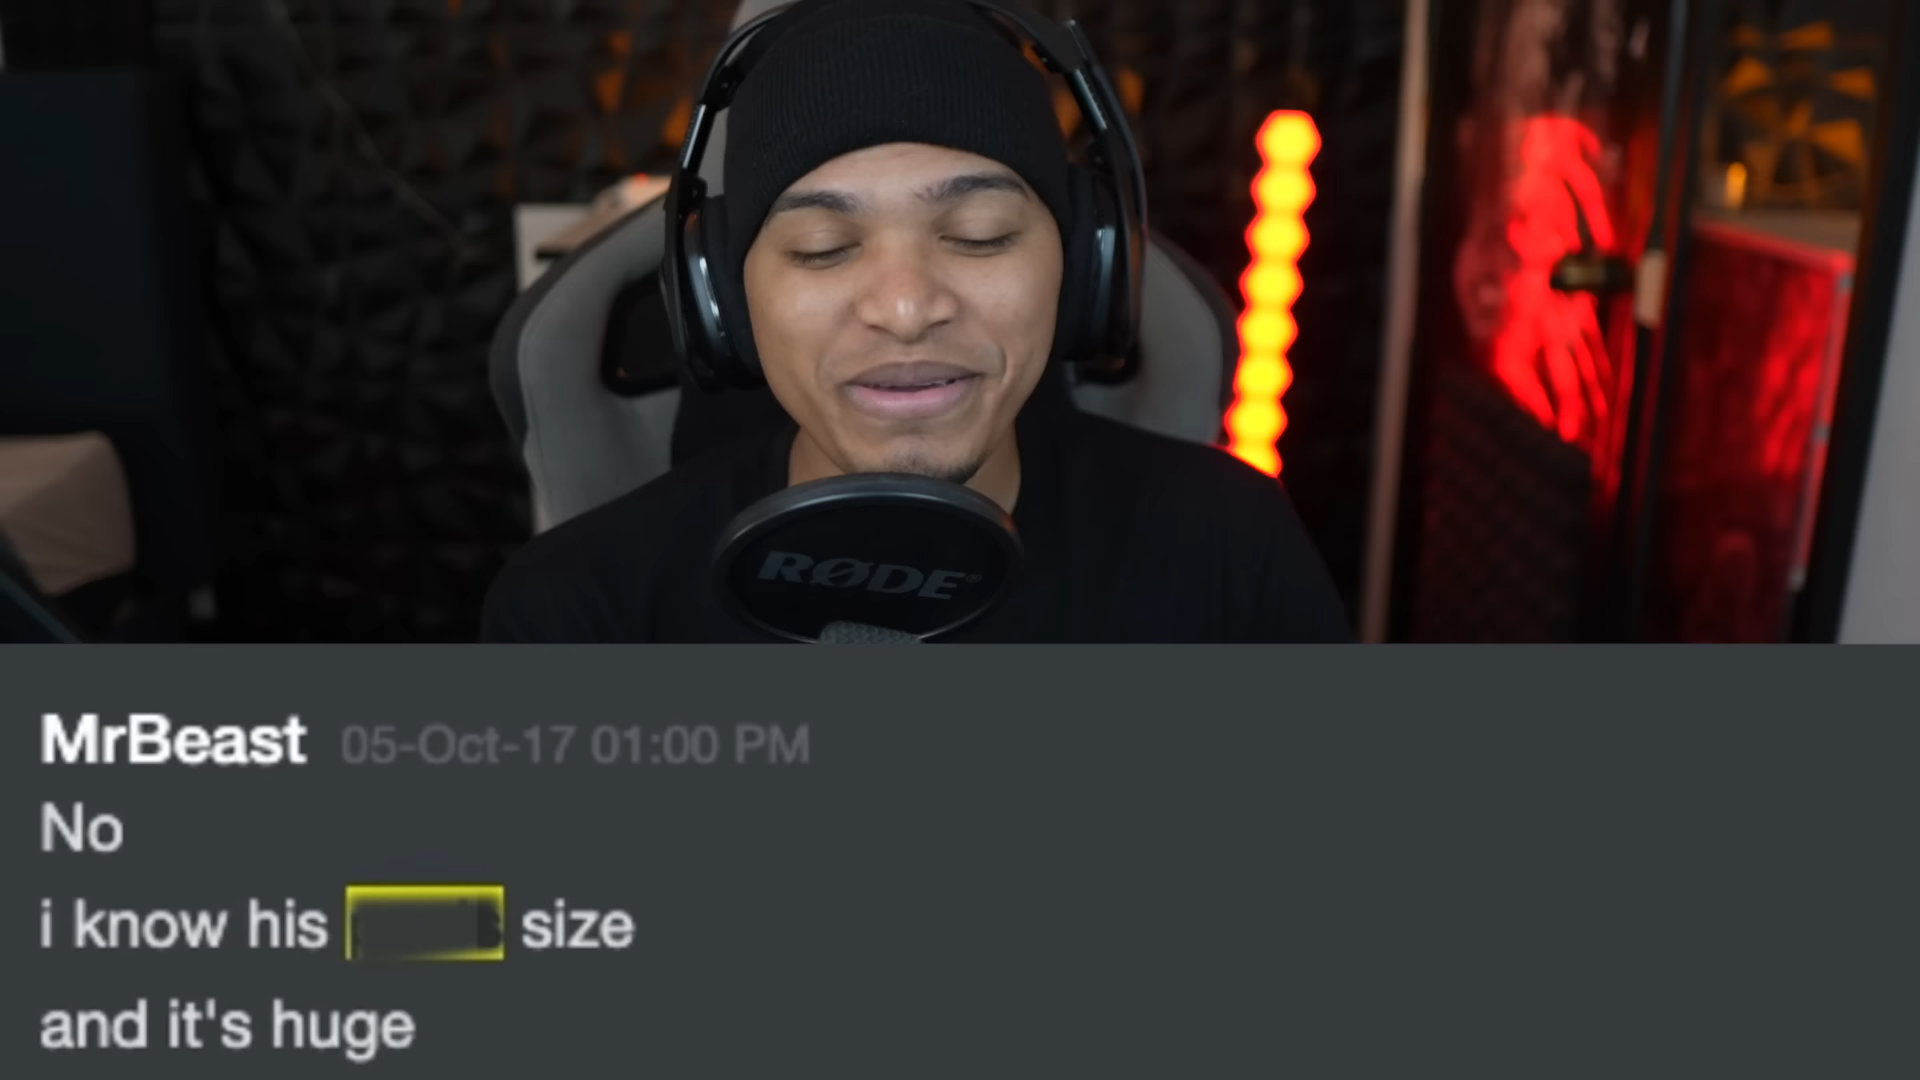 RØDE®
MrBeast 05-Oct-17 01:00 PM
No
i know his size
and it's huge